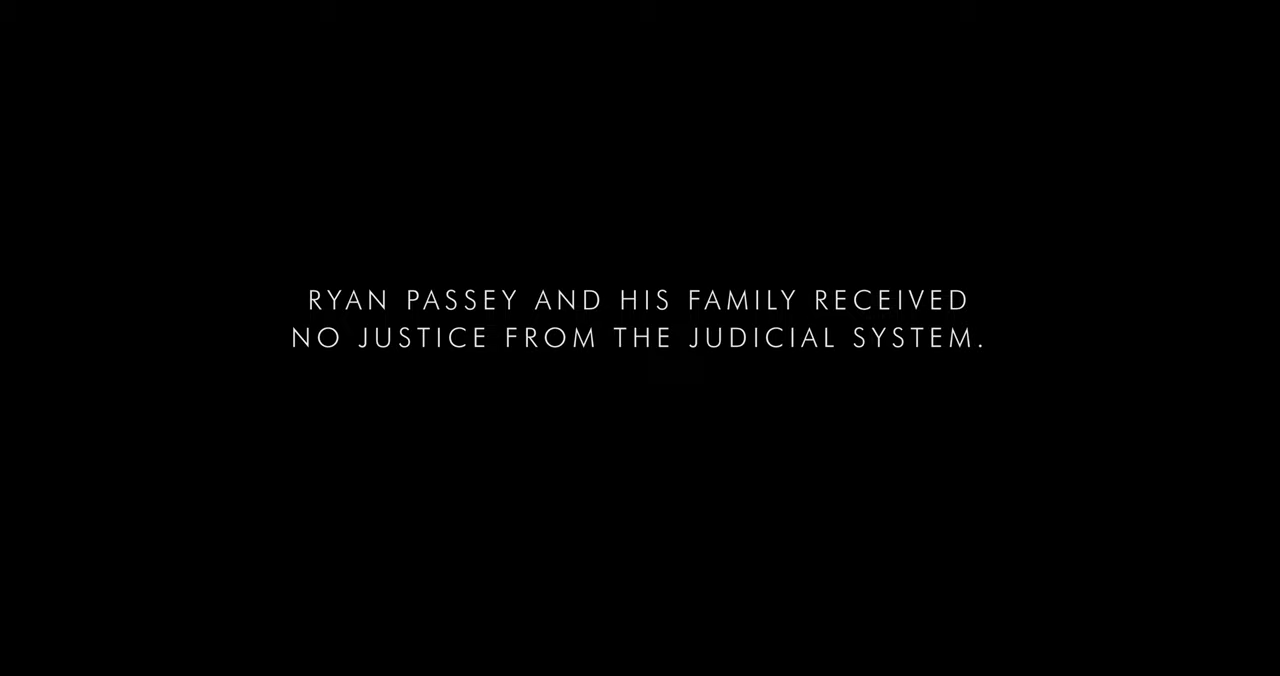 RYAN PASSEY AND HIS FAMILY RECEIVED
NO JUSTICE FROM THE JUDICIAL SYSTEM.